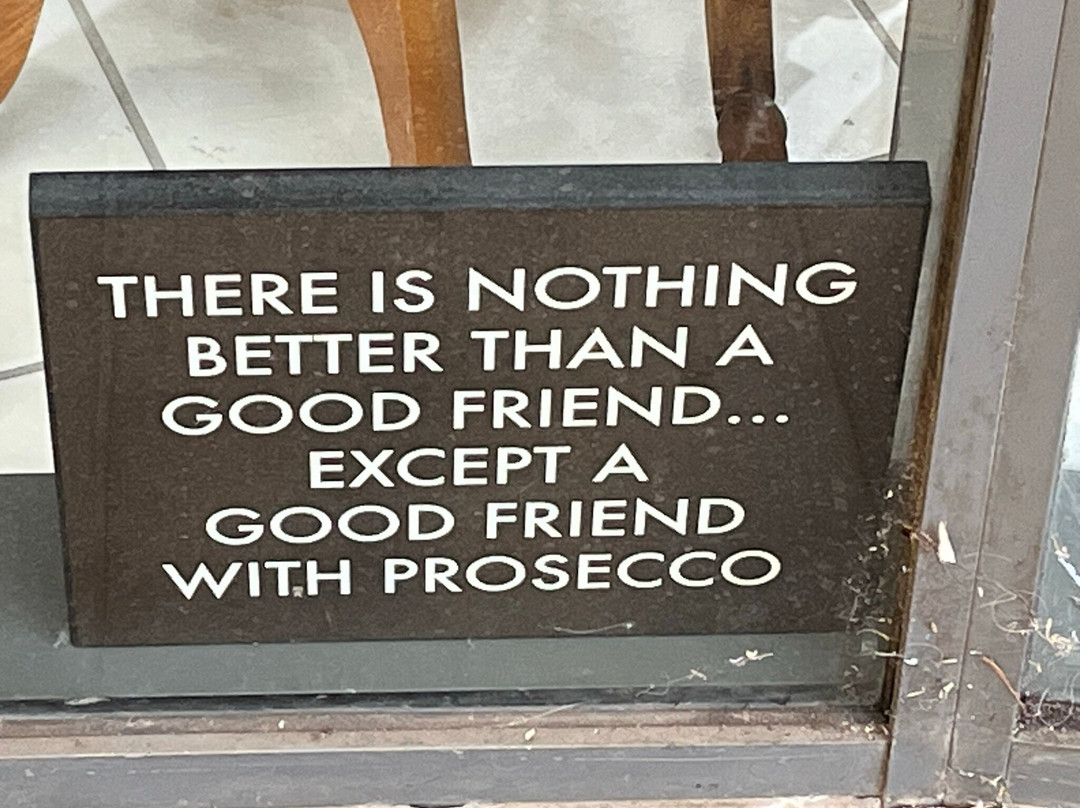 THERE IS NOTHING
BETTER THAN A
GOOD FRIEND...
EXCEPT A
GOOD FRIEND
WITH PROSECCO